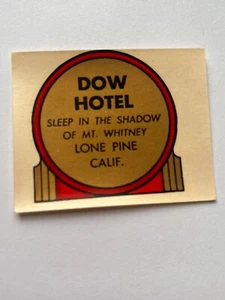 DOW
HOTEL
SLEEP IN THE SHADOW
OF MT. WHITNEY
LONE PINE
CALIF.